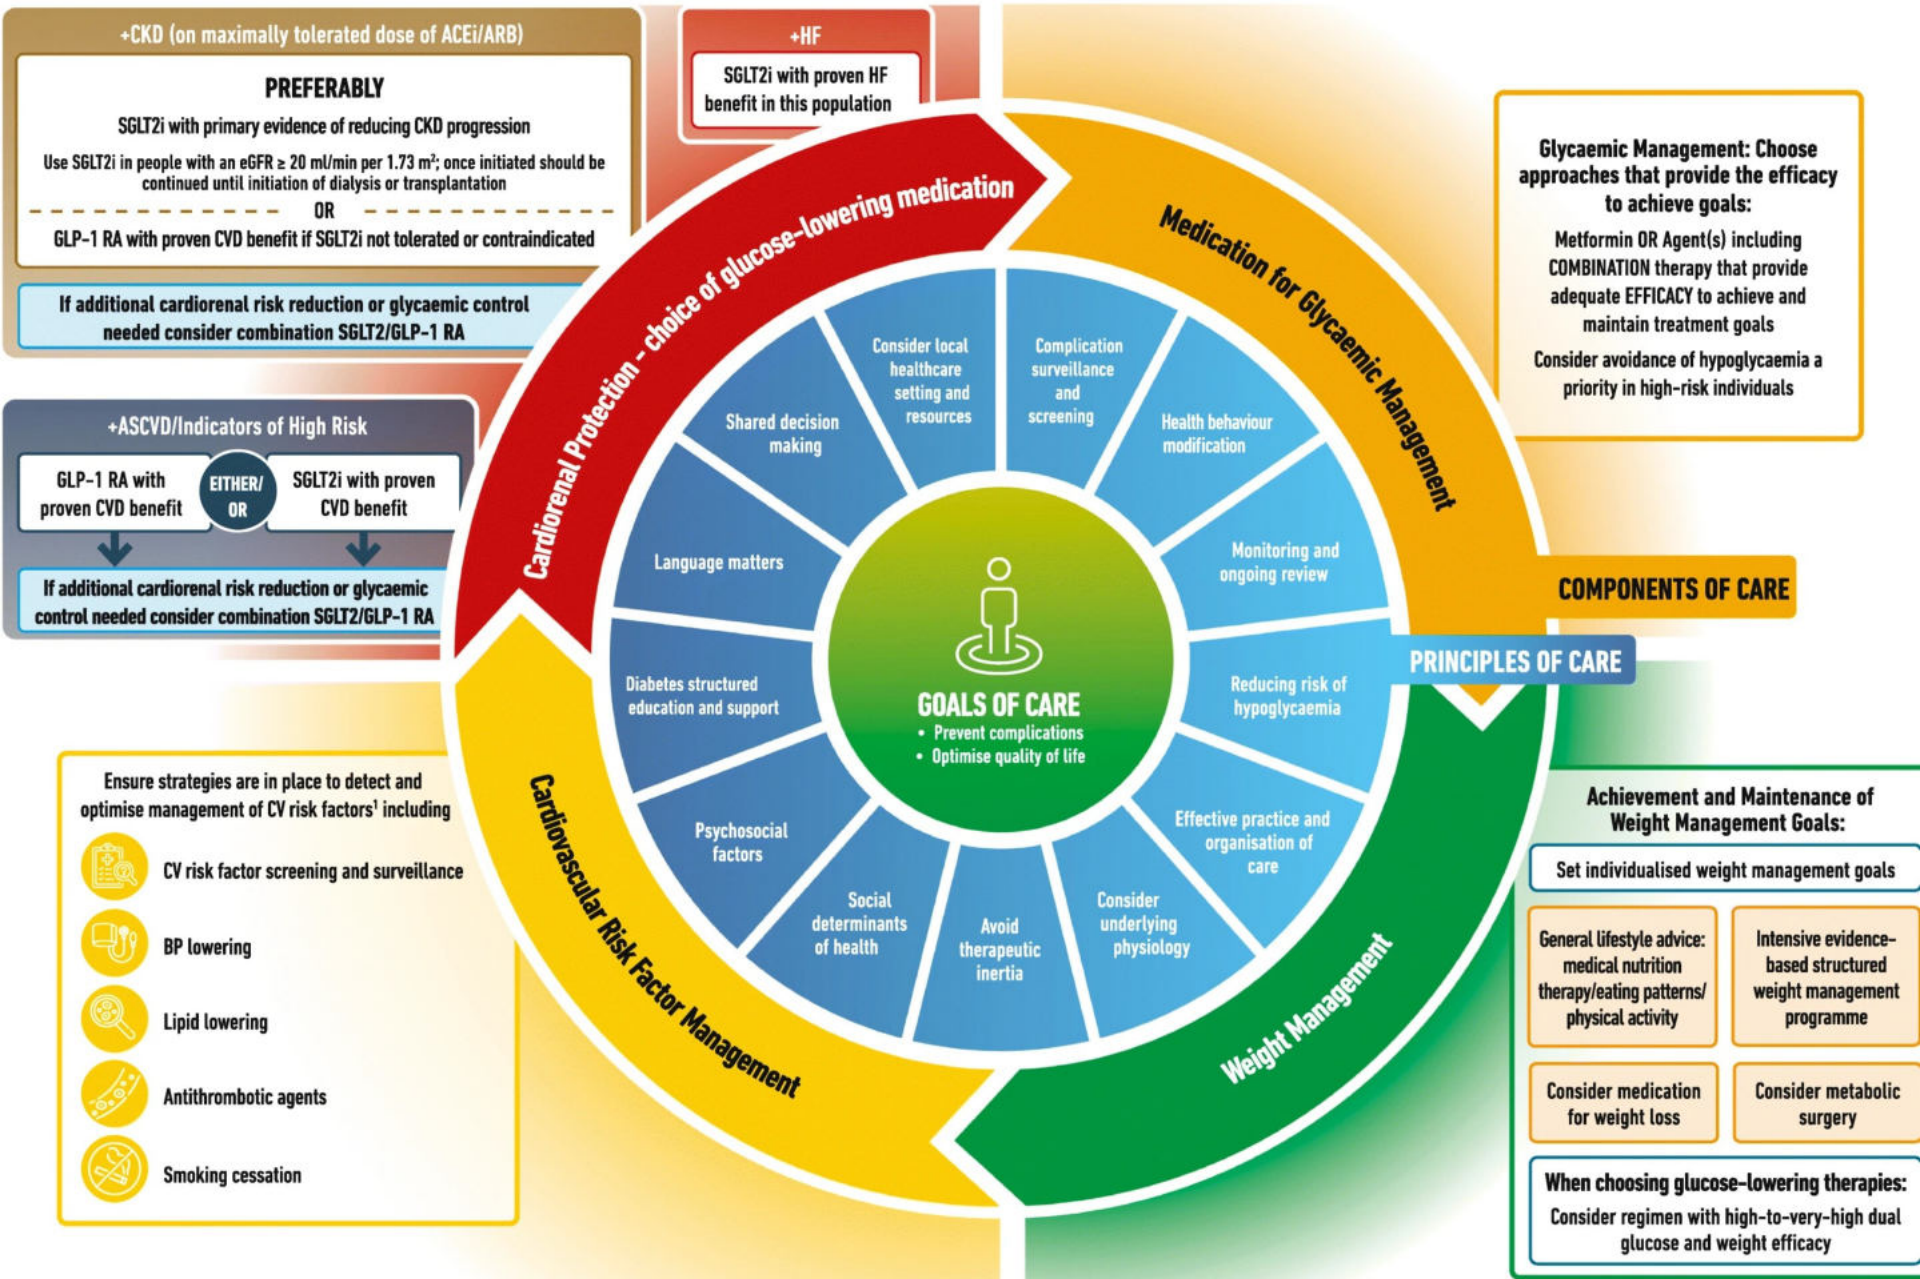 +CKD (on maximally tolerated dose of ACEi/ARB)
PREFERABLY
SGLT2i with primary evidence of reducing CKD progression
Use SGLT2i in people with an eGFR ≥ 20 ml/min per 1.73 m²; once initiated should be
continued until initiation of dialysis or transplantation
OR
GLP-1 RA with proven CVD benefit if SGLT2i not tolerated or contraindicated
If additional cardiorenal risk reduction or glycaemic control
needed consider combination SGLT2/GLP-1 RA
+HF
SGLT2i with proven HF
benefit in this population
+ASCVD/Indicators of High Risk
GLP-1 RA with
proven CVD benefit
EITHER/
OR
SGLT2i with proven
CVD benefit
If additional cardiorenal risk reduction or glycaemic
control needed consider combination SGLT2/GLP-1 RA
Cardiorenal Protection - choice of glucose-lowering medication
Medication for Glycaemic Management
Glycaemic Management: Choose
approaches that provide the efficacy
to achieve goals:
Metformin OR Agent(s) including
COMBINATION therapy that provide
adequate EFFICACY to achieve and
maintain treatment goals
Consider avoidance of hypoglycaemia a
priority in high-risk individuals
COMPONENTS OF CARE
PRINCIPLES OF CARE
Consider local
healthcare
setting and
resources
Complication
surveillance
and
screening
Health behaviour
modification
Monitoring and
ongoing review
Reducing risk of
hypoglycaemia
Effective practice and
organisation of
care
Consider
underlying
physiology
Avoid
therapeutic
inertia
Social
determinants
of health
Psychosocial
factors
Diabetes structured
education and support
Language matters
Shared decision
making
GOALS OF CARE
• Prevent complications
• Optimise quality of life
Cardiovascular Risk Factor Management
Weight Management
Ensure strategies are in place to detect and
optimise management of CV risk factors¹ including
CV risk factor screening and surveillance
BP lowering
Lipid lowering
Antithrombotic agents
Smoking cessation
Achievement and Maintenance of
Weight Management Goals:
Set individualised weight management goals
General lifestyle advice:
medical nutrition
therapy/eating patterns/
physical activity
Intensive evidence-
based structured
weight management
programme
Consider medication
for weight loss
Consider metabolic
surgery
When choosing glucose-lowering therapies:
Consider regimen with high-to-very-high dual
glucose and weight efficacy